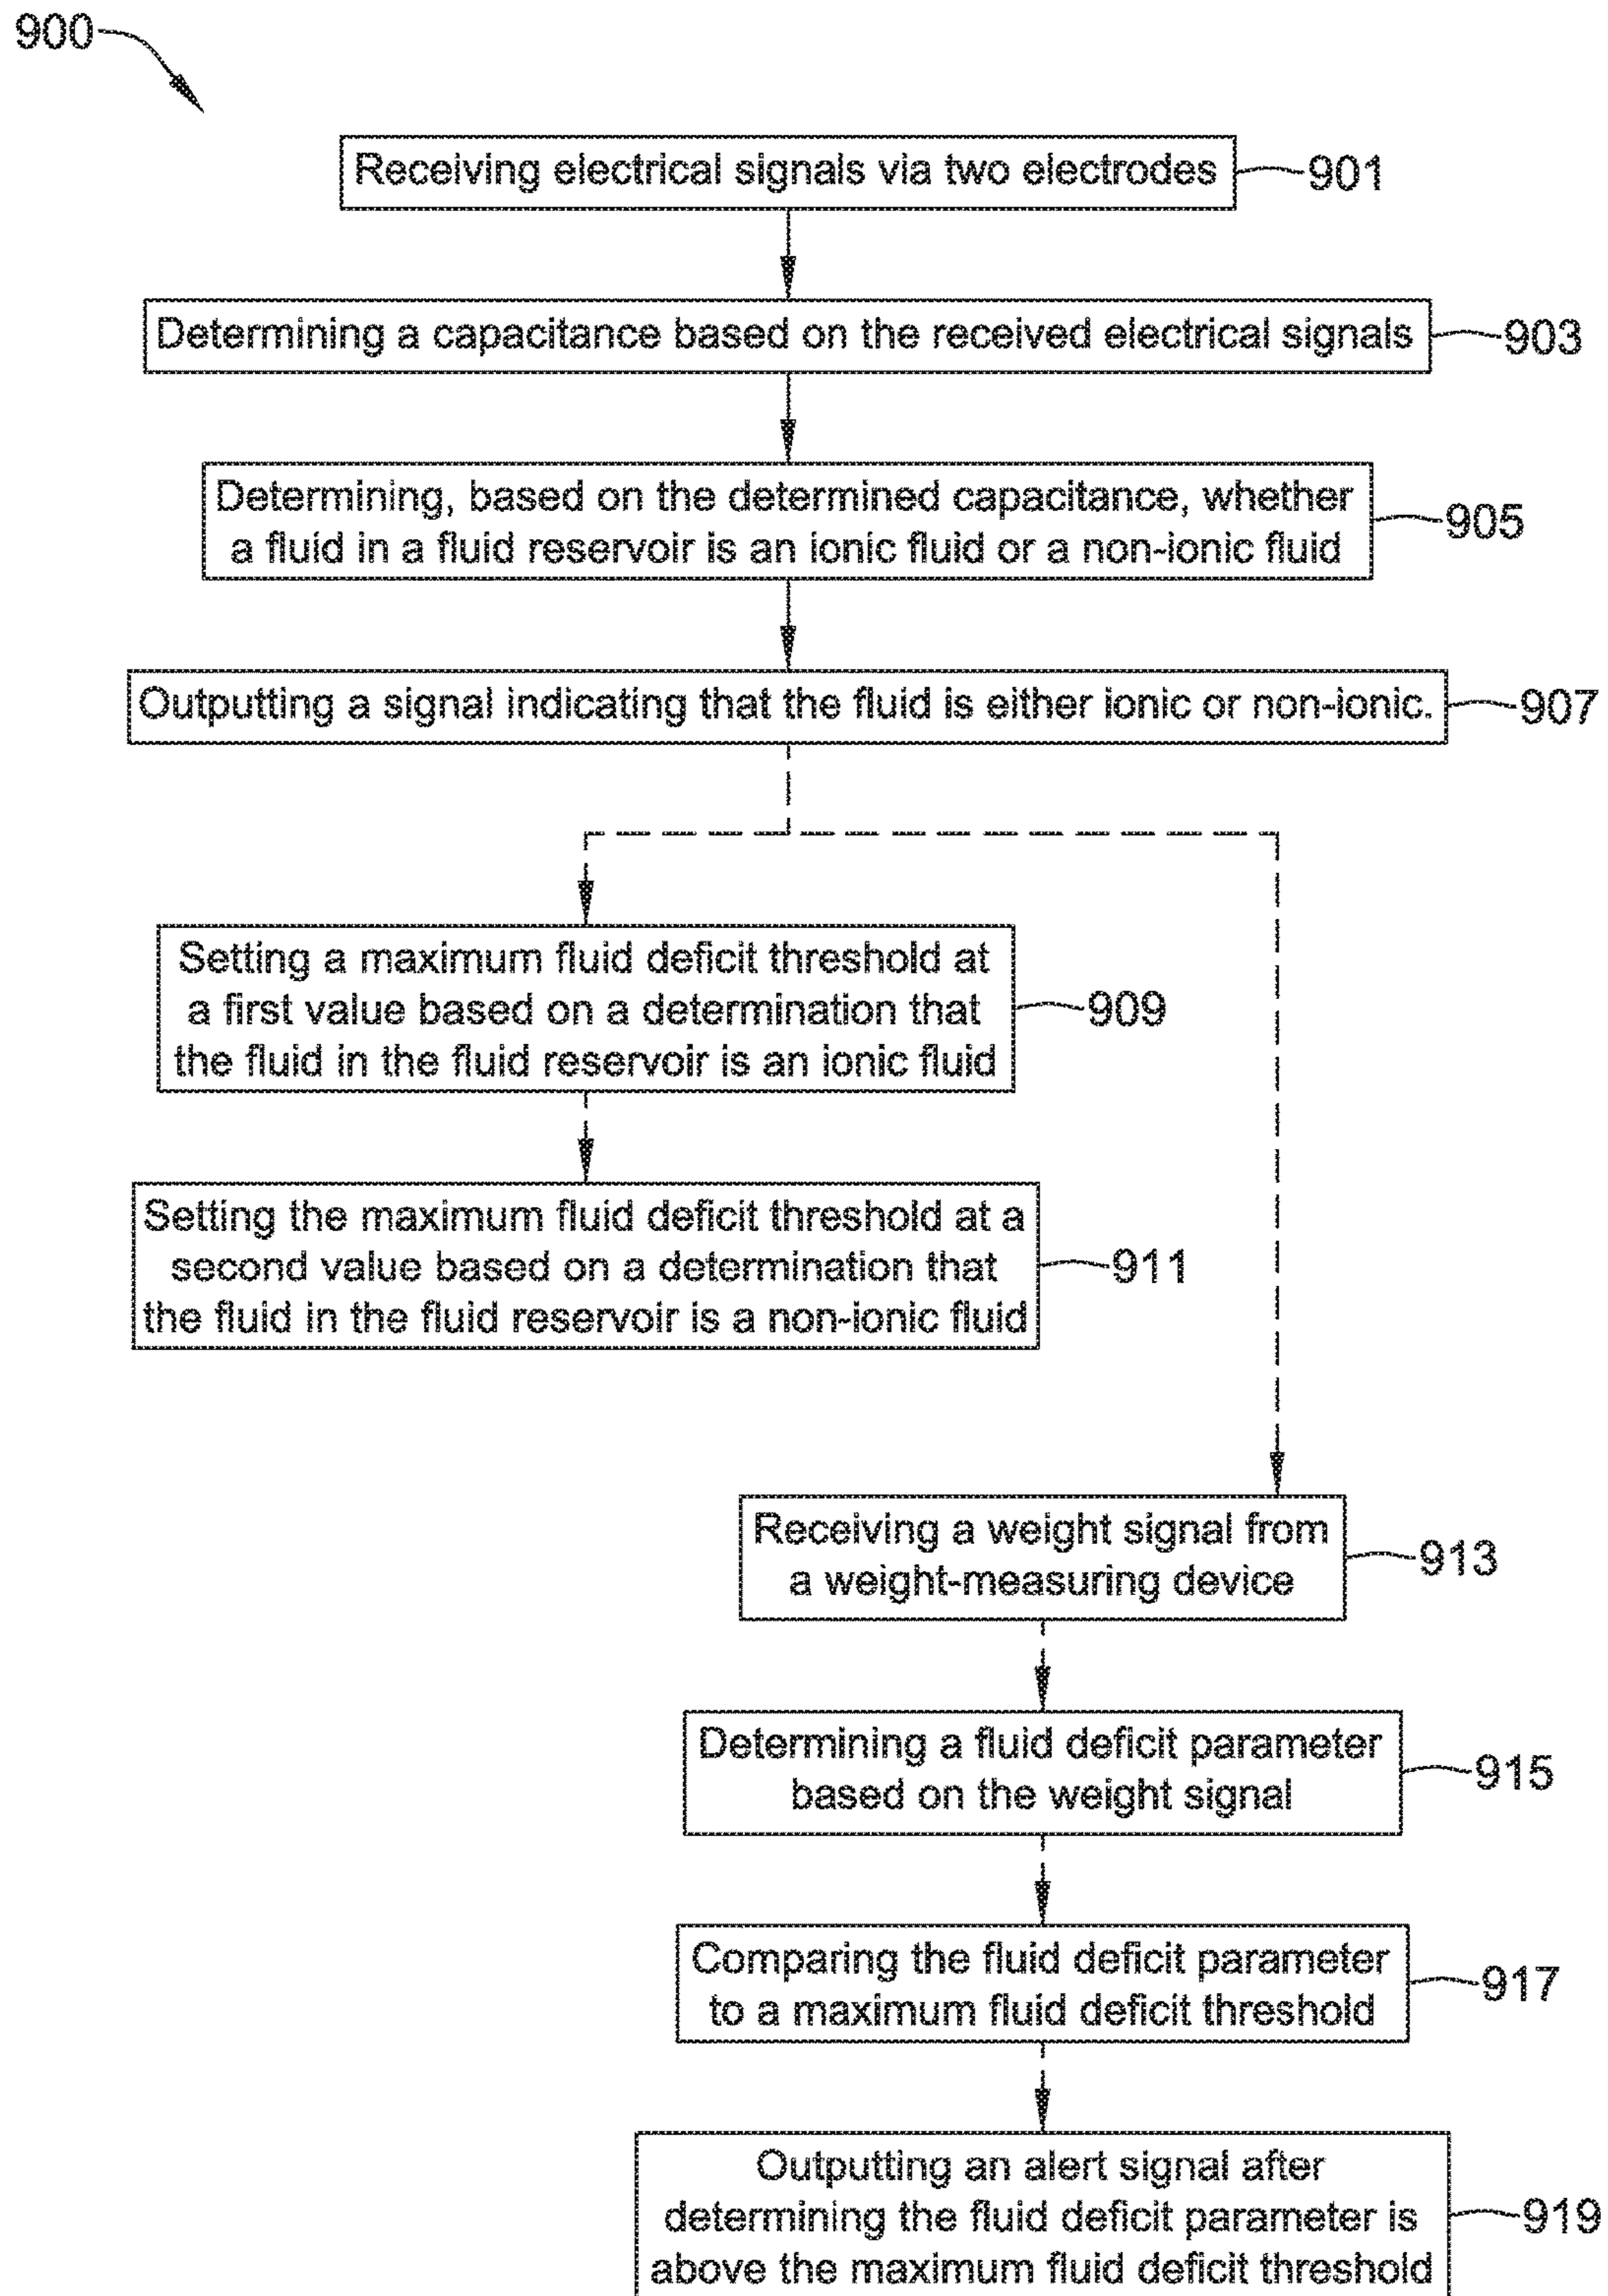 900
Receiving electrical signals via two electrodes
901
Determining a capacitance based on the received electrical signals
903
Determining, based on the determined capacitance, whether
a fluid in a fluid reservoir is an ionic fluid or a non-ionic fluid
905
Outputting a signal indicating that the fluid is either ionic or non-ionic.
907
Setting a maximum fluid deficit threshold at
a first value based on a determination that
the fluid in the fluid reservoir is an ionic fluid
909
Setting the maximum fluid deficit threshold at a
second value based on a determination that
the fluid in the fluid reservoir is a non-ionic fluid
911
Receiving a weight signal from
a weight-measuring device
913
Determining a fluid deficit parameter
based on the weight signal
915
Comparing the fluid deficit parameter
to a maximum fluid deficit threshold
917
Outputting an alert signal after
determining the fluid deficit parameter is
above the maximum fluid deficit threshold
919